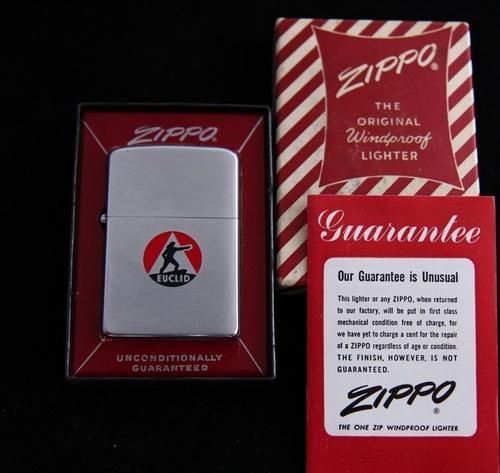 ZIPPO®
THE
ORIGINAL
Windproof
LIGHTER
ZIPPO®
EUCLID
UNCONDITIONALLY
GUARANTEED
Guarantee
Our Guarantee is Unusual
This lighter or any ZIPPO, when returned
to our factory, will be put in first class
mechanical condition free of charge, for
we have yet to charge a cent for the repair
of a ZIPPO regardless of age or condition.
THE FINISH, HOWEVER, IS NOT
GUARANTEED.
ZIPPO®
THE ONE ZIP WINDPROOF LIGHTER